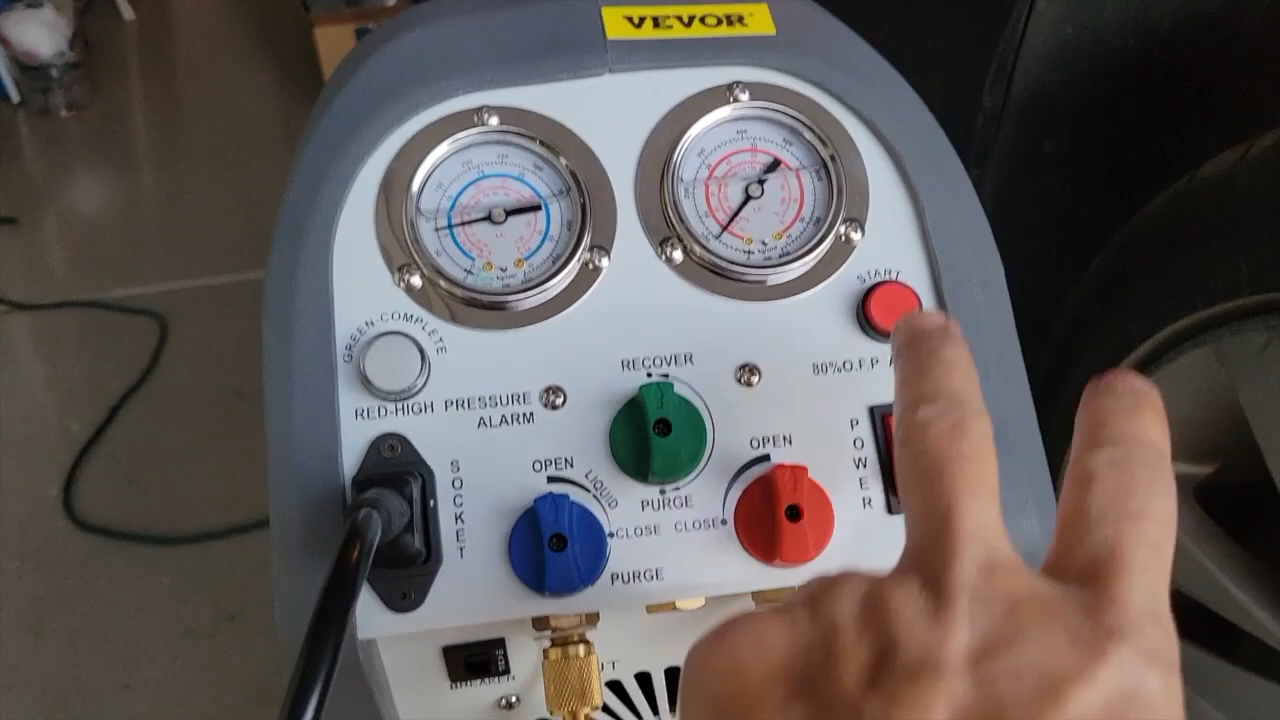 VEVOR
START
GREEN-COMPLETE
RECOVER
80%O.F.P
RED-HIGH PRESSURE
ALARM
OPEN
OPEN
LIQUID
PURGE
POWER
SOCKET
CLOSE
CLOSE
PURGE
BREAKER